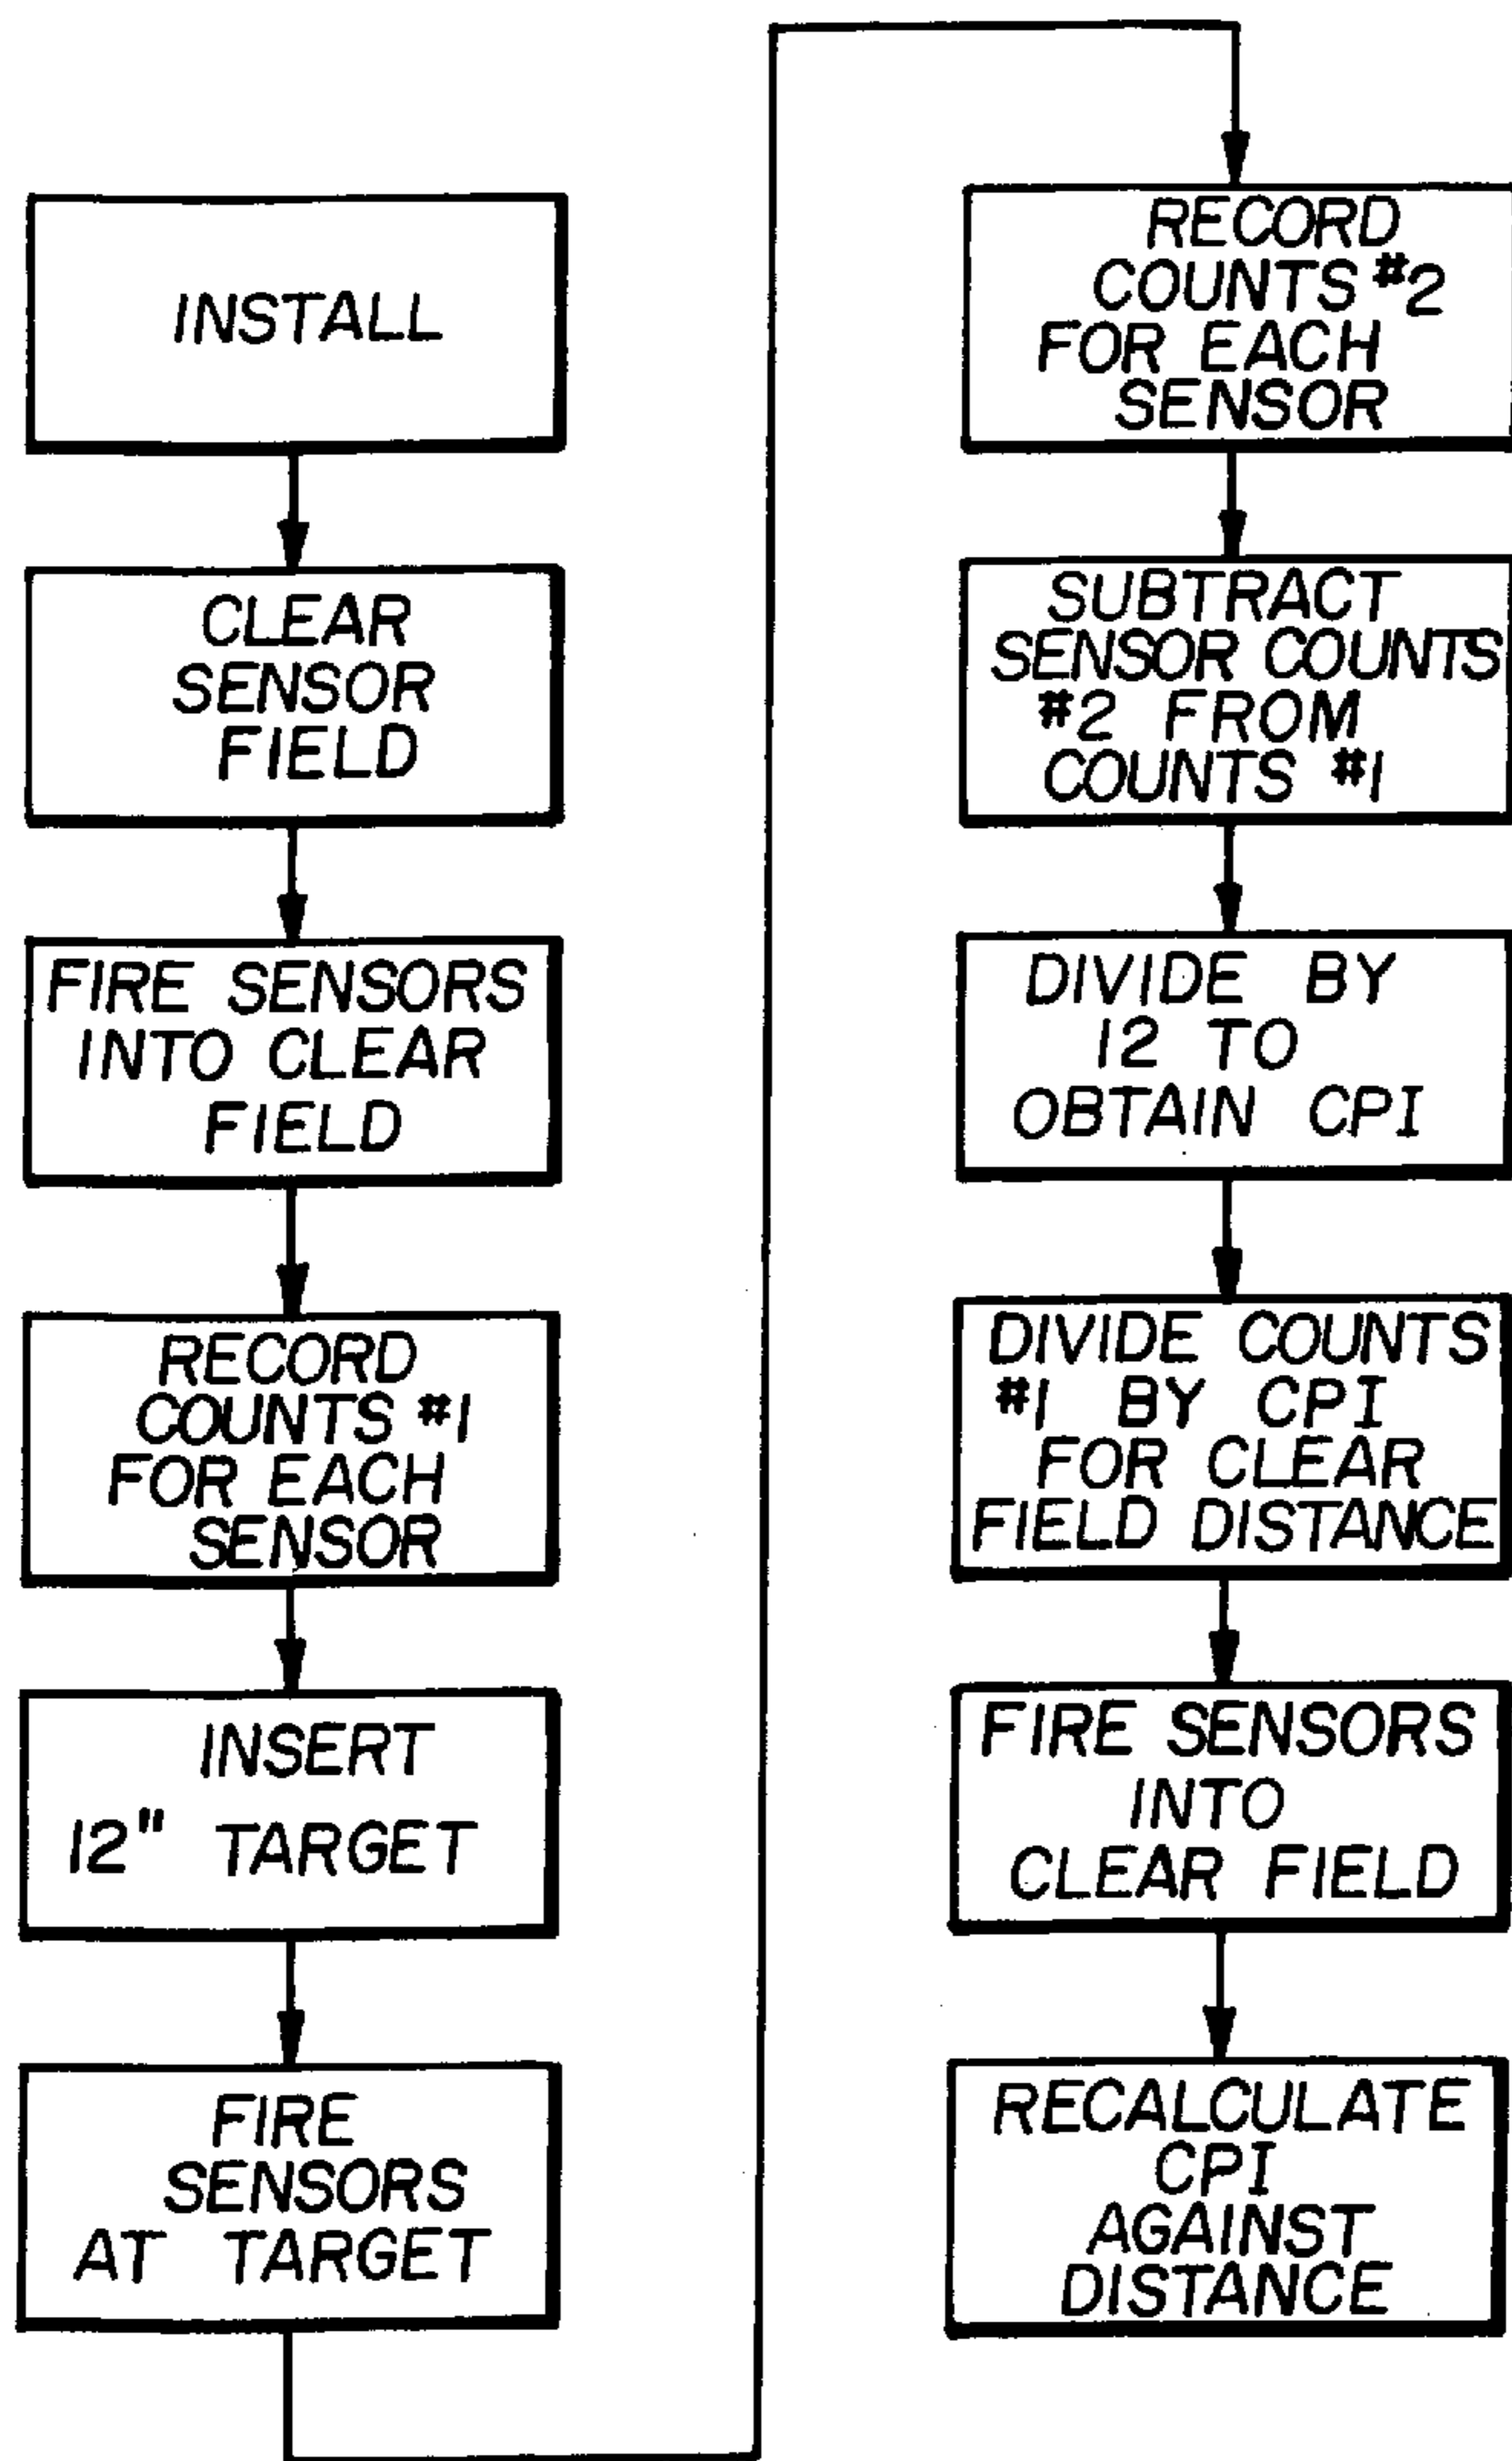 INSTALL
CLEAR
SENSOR
FIELD
FIRE SENSORS
INTO CLEAR
FIELD
RECORD
COUNTS #1
FOR EACH
SENSOR
INSERT
12" TARGET
FIRE
SENSORS
AT TARGET
RECORD
COUNTS #2
FOR EACH
SENSOR
SUBTRACT
SENSOR COUNTS
#2 FROM
COUNTS #1
DIVIDE BY
12 TO
OBTAIN CPI
DIVIDE COUNTS
#1 BY CPI
FOR CLEAR
FIELD DISTANCE
FIRE SENSORS
INTO
CLEAR FIELD
RECALCULATE
CPI
AGAINST
DISTANCE